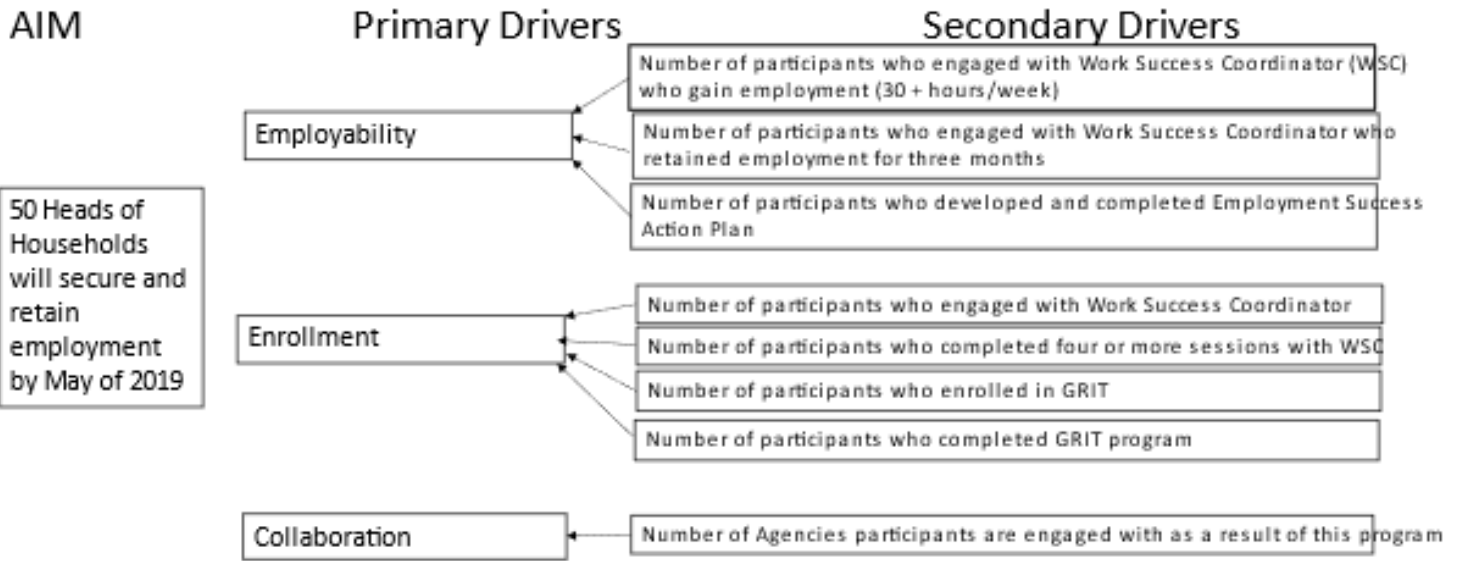 AIM
Primary Drivers
Secondary Drivers
50 Heads of
Households
will secure and
retain
employment
by May of 2019
Employability
Number of participants who engaged with Work Success Coordinator (WSC)
who gain employment (30 + hours/week)
Number of participants who engaged with Work Success Coordinator who
retained employment for three months
Number of participants who developed and completed Employment Success
Action Plan
Enrollment
Number of participants who engaged with Work Success Coordinator
Number of participants who completed four or more sessions with WSC
Number of participants who enrolled in GRIT
Number of participants who completed GRIT program
Collaboration
Number of Agencies participants are engaged with as a result of this program